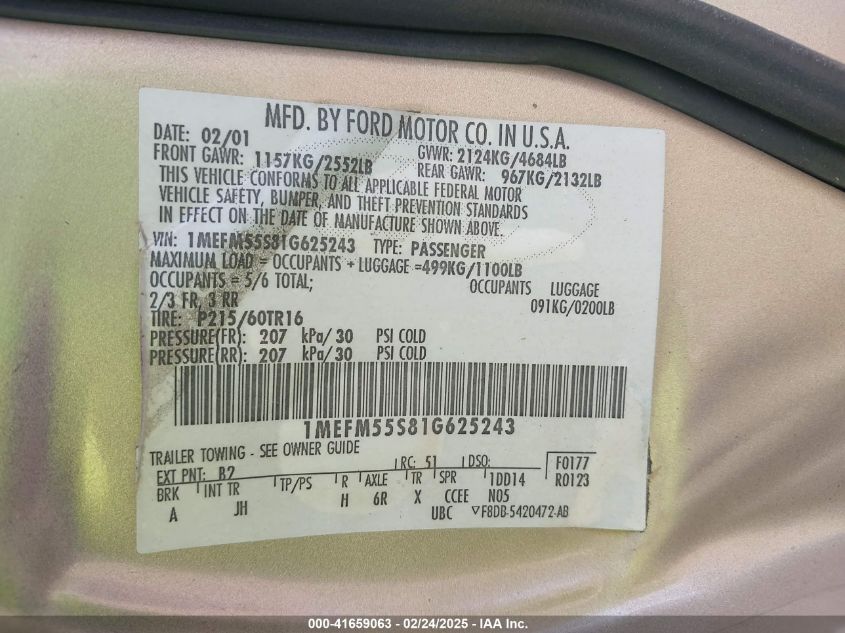 MFD. BY FORD MOTOR CO. IN U.S.A.
DATE: 02/01 GVWR: 2124KG/4684LB
FRONT GAWR: 1157KG/2552LB REAR GAWR: 967KG/2132LB
THIS VEHICLE CONFORMS TO ALL APPLICABLE FEDERAL MOTOR
VEHICLE SAFETY, BUMPER, AND THEFT PREVENTION STANDARDS
IN EFFECT ON THE DATE OF MANUFACTURE SHOWN ABOVE.
VIN: 1MEFM55S81G625243 TYPE: PASSENGER
MAXIMUM LOAD = OCCUPANTS + LUGGAGE =499KG/1100LB
OCCUPANTS = 5/6 TOTAL; OCCUPANTS LUGGAGE
2/3 FR, 3 RR 091KG/0200LB
TIRE: P215/60TR16
PRESSURE(FR): 207 kPa/30 PSI COLD
PRESSURE(RR): 207 kPa/30 PSI COLD
1MEFM55S81G625243
TRAILER TOWING - SEE OWNER GUIDE
EXT PNT: B2 RC: 51 DSO: F0177
BRK INT TR TP/PS R AXLE TR SPR 1DD14 R0123
A JH H 6R X CCEE N05
UBC ▽F8DB-5420472-AB
000-41659063 - 02/24/2025 - IAA Inc.